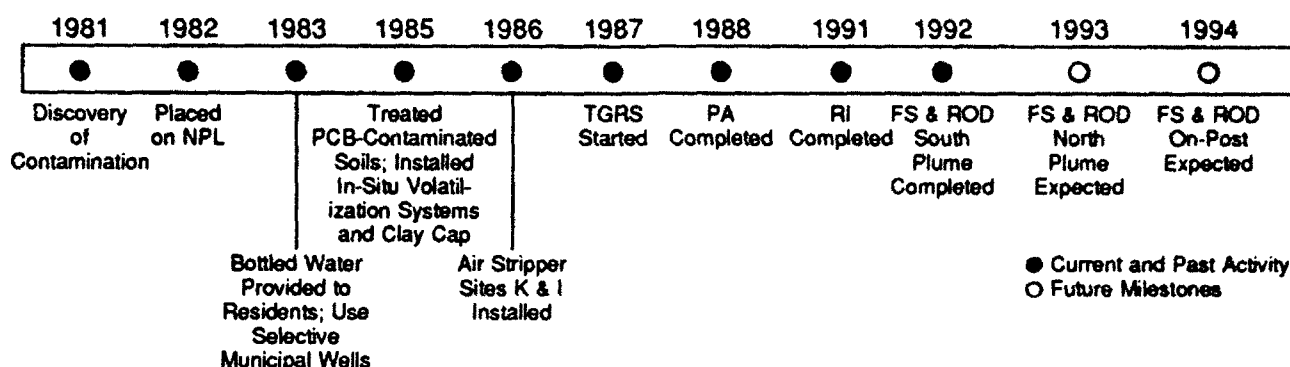 1981 1982 1983 1985 1986 1987 1988 1991 1992 1993 1994
Discovery
of
Contamination
Placed
on NPL
Bottled Water
Provided to
Residents; Use
Selective
Municipal Wells
Treated
PCB-Contaminated
Soils; Installed
In-Situ Volatil-
ization Systems
and Clay Cap
Air Stripper
Sites K & I
Installed
TGRS
Started
PA
Completed
RI
Completed
FS & ROD
South
Plume
Completed
FS & ROD
North
Plume
Expected
FS & ROD
On-Post
Expected
Current and Past Activity
Future Milestones